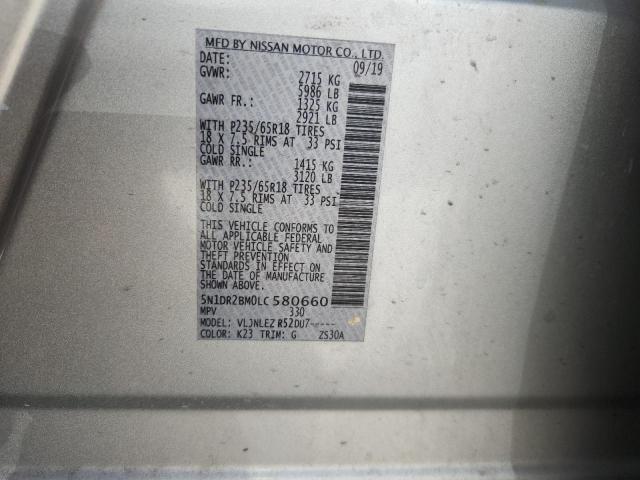 MFD BY NISSAN MOTOR CO., LTD.
DATE: 09/19
GVWR: 2715 KG
5986 LB
GAWR FR.: 1325 KG
2921 LB
WITH P235/65R18 TIRES
18 X 7.5 RIMS AT 33 PSI
COLD SINGLE
GAWR RR.: 1415 KG
3120 LB
WITH P235/65R18 TIRES
18 X 7.5 RIMS AT 33 PSI
COLD SINGLE
THIS VEHICLE CONFORMS TO
ALL APPLICABLE FEDERAL
MOTOR VEHICLE SAFETY AND
THEFT PREVENTION
STANDARDS IN EFFECT ON
THE DATE OF MANUFACTURE
SHOWN ABOVE.
5N1DR2BM0LC580660
MPV 330
MODEL: VLJNLEZ R52DU7-----
COLOR: K23 TRIM: G ZS30A